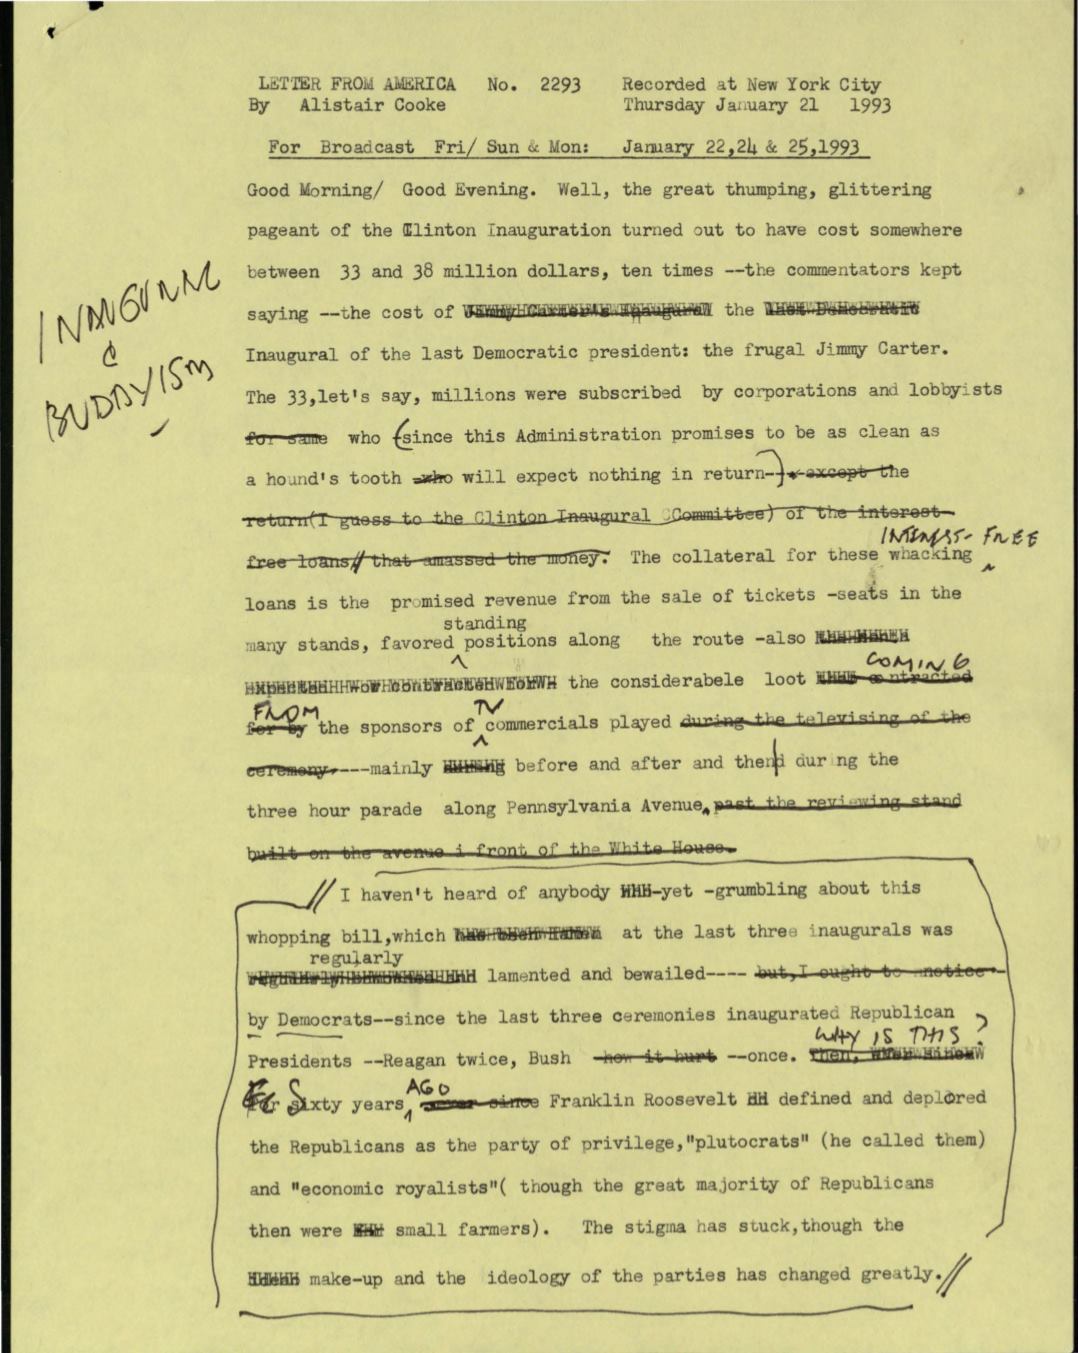 LETTER FROM AMERICA No. 2293 Recorded at New York City
By Alistair Cooke Thursday January 21 1993
For Broadcast Fri/ Sun & Mon: January 22,24 & 25,1993
Good Morning/ Good Evening. Well, the great thumping, glittering
pageant of the Clinton Inauguration turned out to have cost somewhere
between 33 and 38 million dollars, ten times --the commentators kept
INAUGURAL
&
BUDDYISM
saying --the cost of Jimmy Carter's Inaugural the last Democratic
Inaugural of the last Democratic president: the frugal Jimmy Carter.
The 33,let's say, millions were subscribed by corporations and lobbyists
for same who (since this Administration promises to be as clean as
a hound's tooth who will expect nothing in return--) except the
return(I guess to the Clinton Inaugural Committee) of the interest
INTEREST- FREE
free loans// that amassed the money. The collateral for these whacking
loans is the promised revenue from the sale of tickets -seats in the
standing
many stands, favored positions along the route -also
COMING
expected contracted for the considerabele loot contracted
FROM TV
for by the sponsors of commercials played during the televising of the
ceremony.---mainly before and after and thend during the
three hour parade along Pennsylvania Avenue, past the reviewing stand
built on the avenue i front of the White House.
// I haven't heard of anybody -yet -grumbling about this
whopping bill,which has been at the last three inaugurals was
regularly
regularly lamented and bewailed---- but,I ought to notice
by Democrats--since the last three ceremonies inaugurated Republican
WHY IS THIS?
Presidents --Reagan twice, Bush how it hurt --once. Then,
AGO
For Sixty years ever since Franklin Roosevelt defined and deplored
the Republicans as the party of privilege,"plutocrats" (he called them)
and "economic royalists"( though the great majority of Republicans
then were small farmers). The stigma has stuck,though the
make-up and the ideology of the parties has changed greatly.//